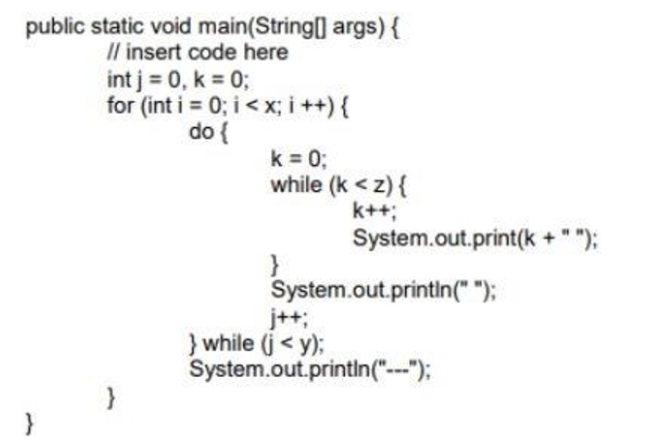 public static void main(String[] args) {
// insert code here
int j = 0, k = 0;
for (int i = 0; i < x; i ++) {
do {
k = 0;
while (k < z) {
k++;
System.out.print(k + " ");
}
System.out.println(" ");
j++;
} while (j < y);
System.out.println("---");
}
}